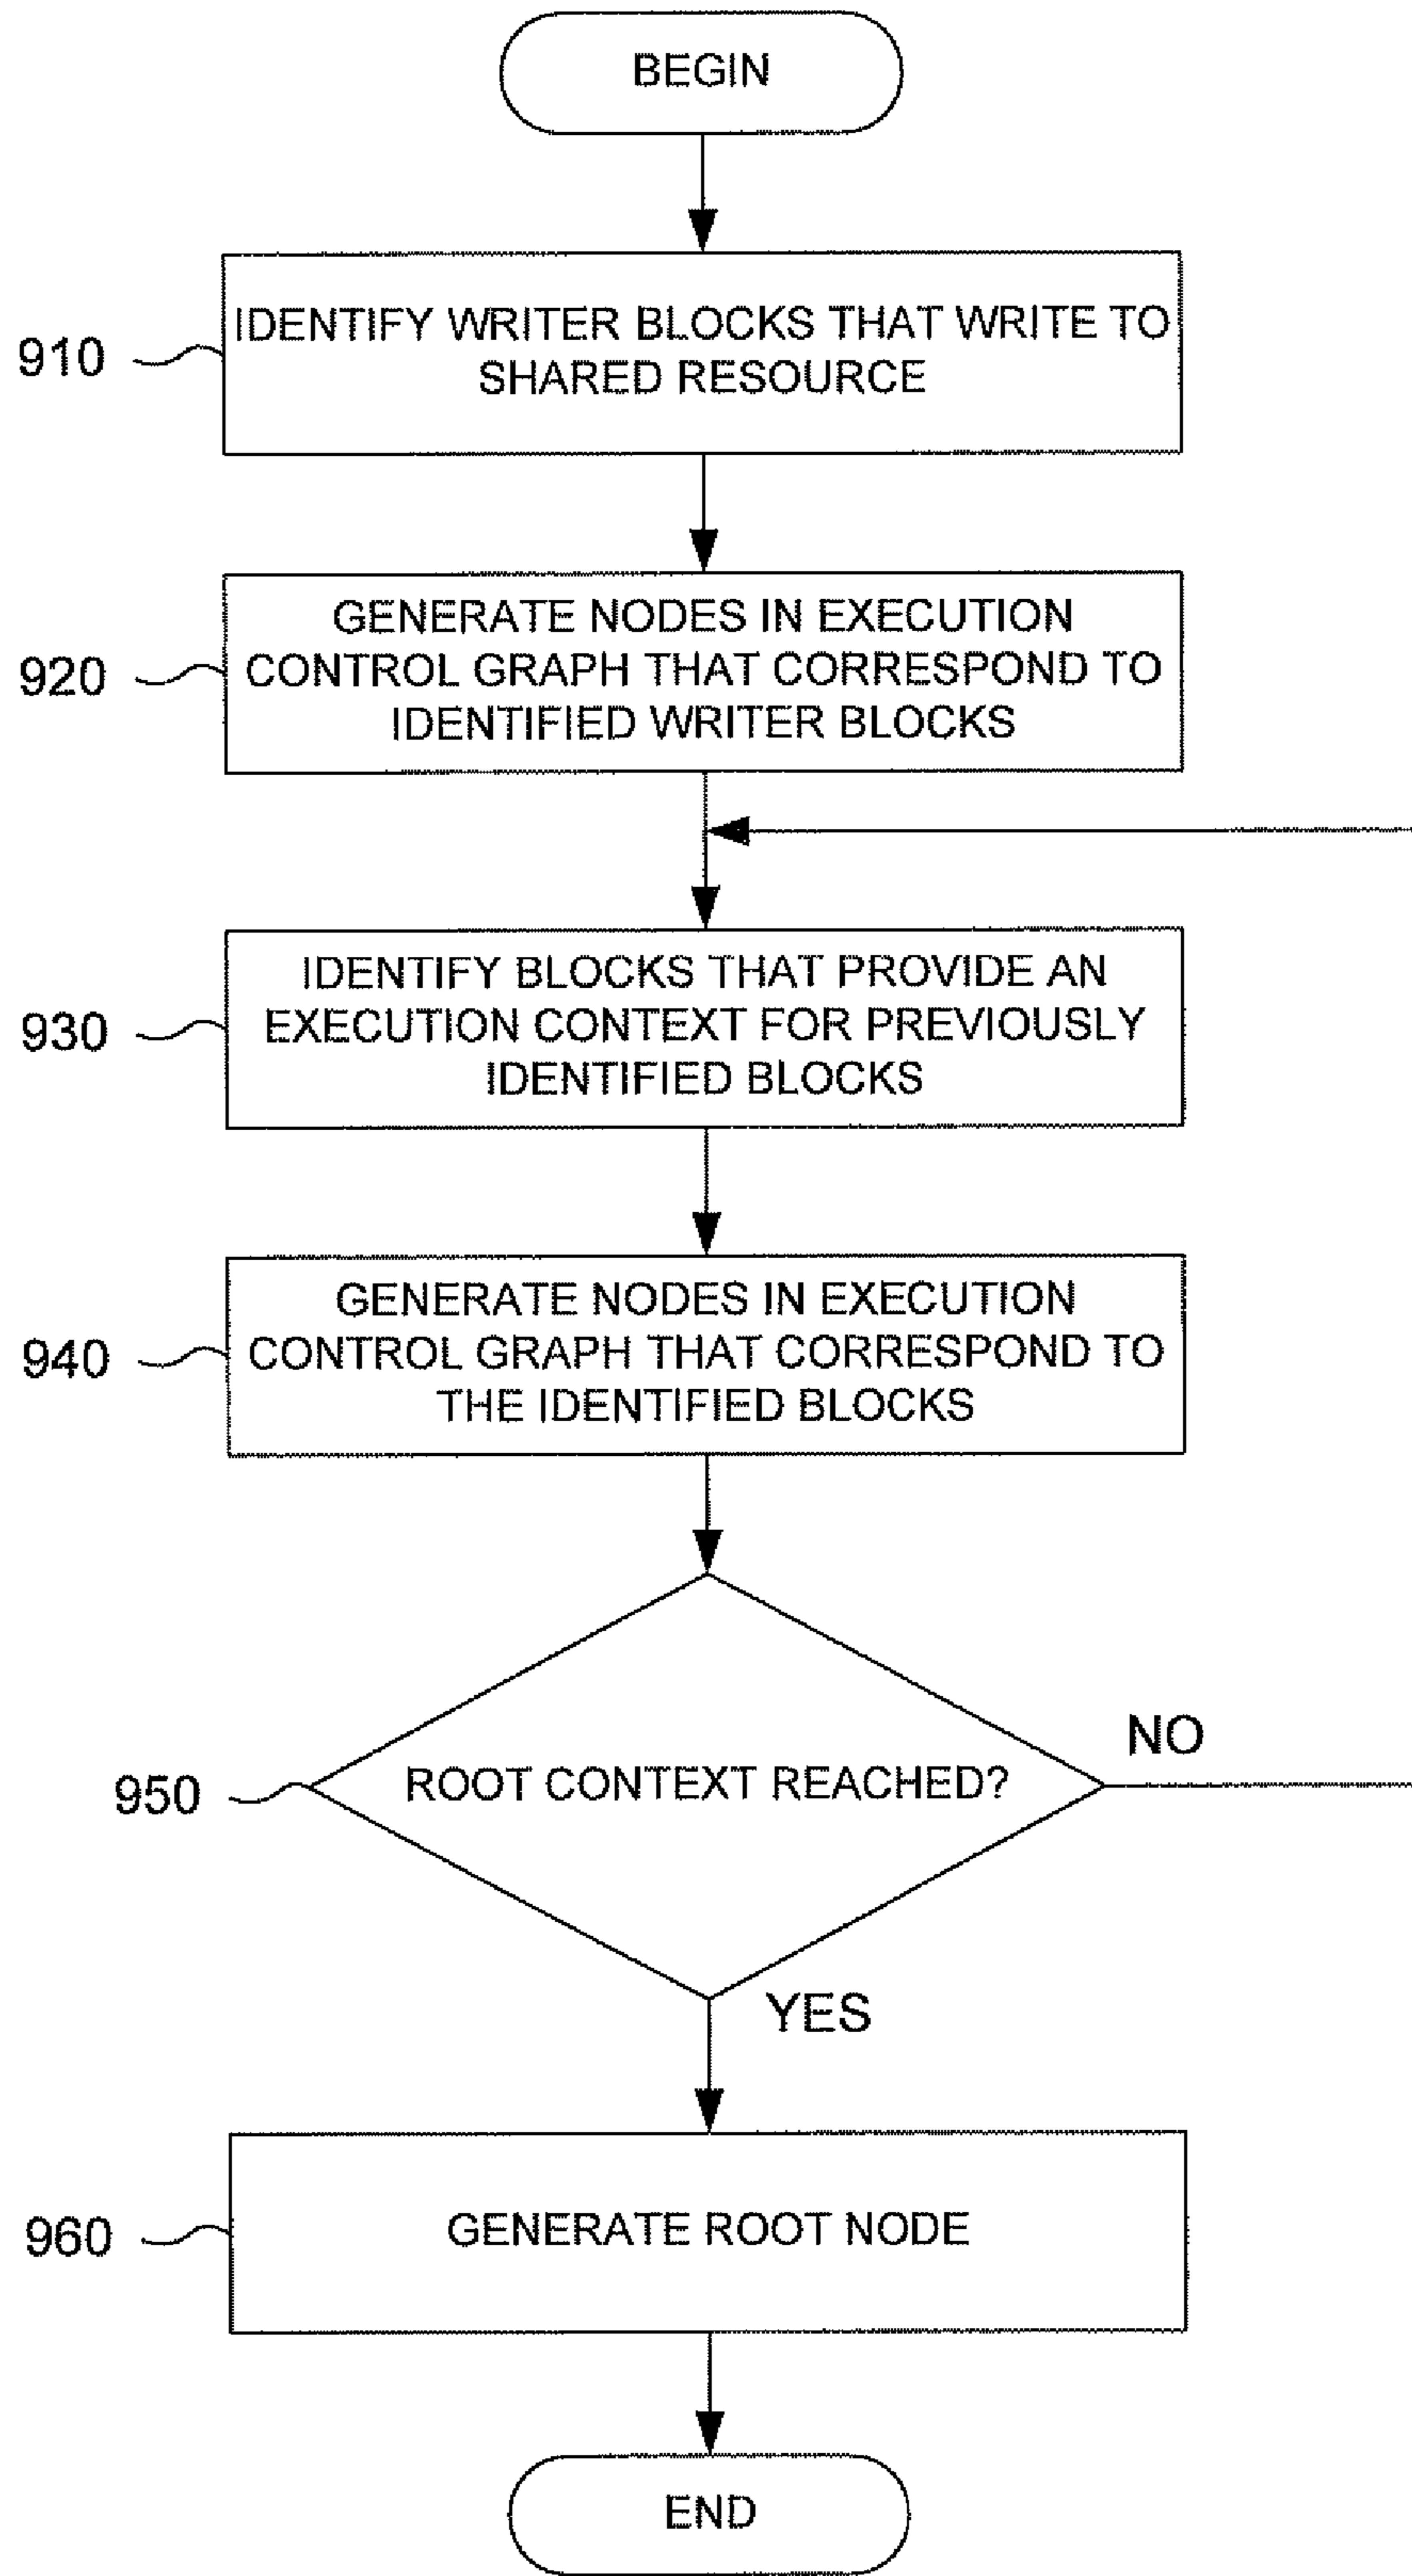 BEGIN
910
IDENTIFY WRITER BLOCKS THAT WRITE TO
SHARED RESOURCE
920
GENERATE NODES IN EXECUTION
CONTROL GRAPH THAT CORRESPOND TO
IDENTIFIED WRITER BLOCKS
930
IDENTIFY BLOCKS THAT PROVIDE AN
EXECUTION CONTEXT FOR PREVIOUSLY
IDENTIFIED BLOCKS
940
GENERATE NODES IN EXECUTION
CONTROL GRAPH THAT CORRESPOND TO
THE IDENTIFIED BLOCKS
950
ROOT CONTEXT REACHED?
NO
YES
960
GENERATE ROOT NODE
END